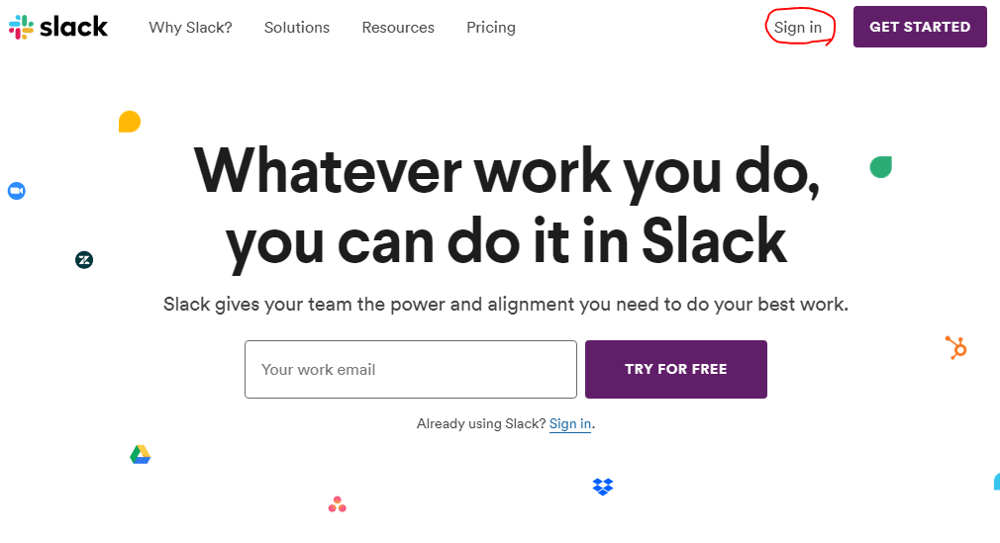 slack Why Slack? Solutions Resources Pricing Sign in GET STARTED
Whatever work you do,
you can do it in Slack
Slack gives your team the power and alignment you need to do your best work.
Your work email TRY FOR FREE
Already using Slack? Sign in.